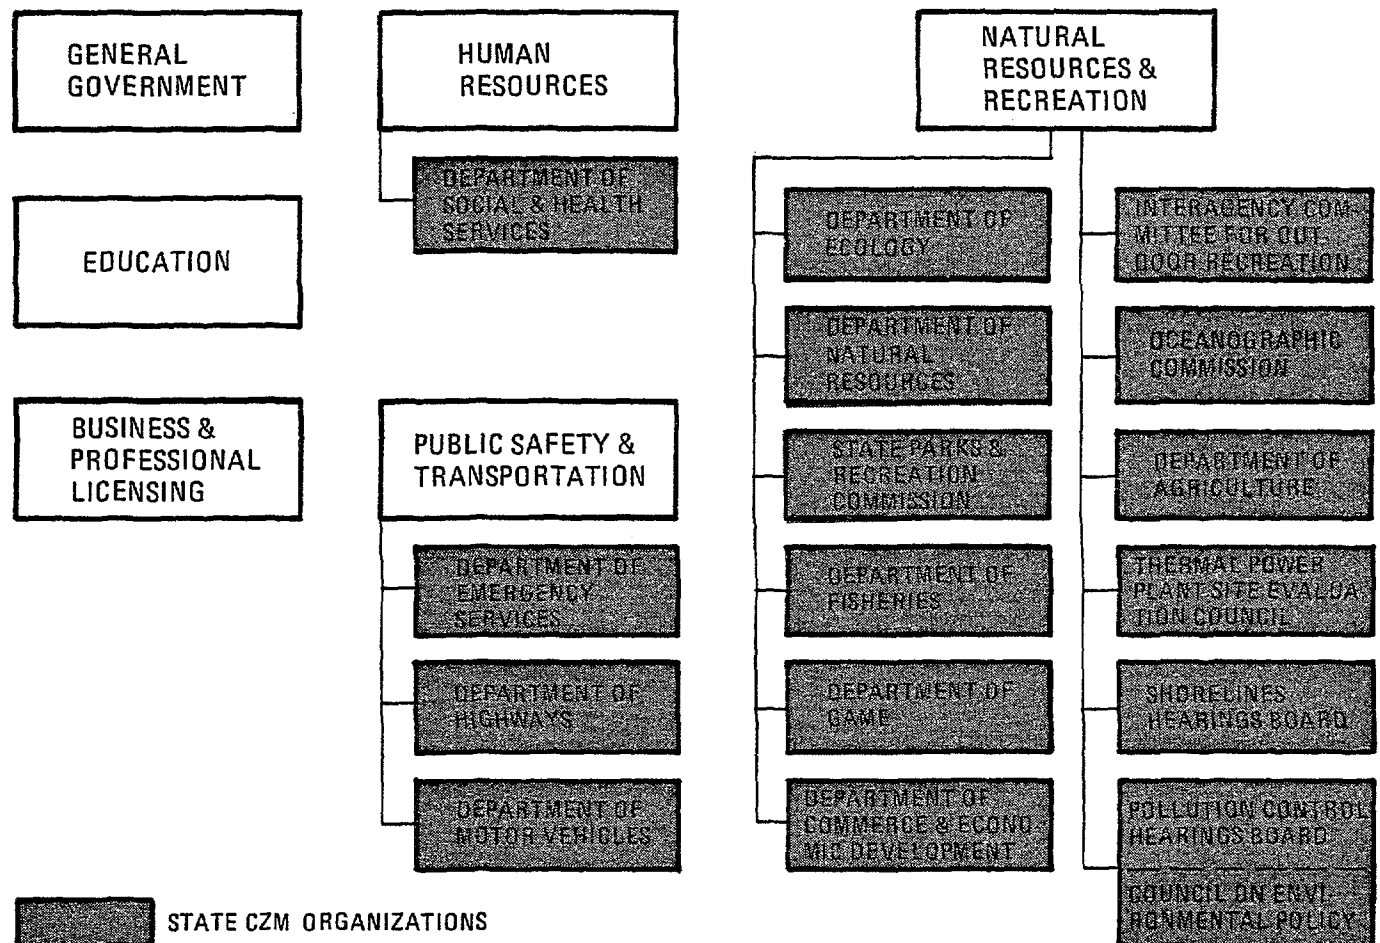 GENERAL
GOVERNMENT
HUMAN
RESOURCES
NATURAL
RESOURCES &
RECREATION
DEPARTMENT OF
SOCIAL & HEALTH
SERVICES
EDUCATION
DEPARTMENT OF
ECOLOGY
INTERAGENCY COM-
MITTEE FOR OUT-
DOOR RECREATION
DEPARTMENT OF
NATURAL
RESOURCES
OCEANOGRAPHIC
COMMISSION
BUSINESS &
PROFESSIONAL
LICENSING
PUBLIC SAFETY &
TRANSPORTATION
STATE PARKS &
RECREATION
COMMISSION
DEPARTMENT OF
AGRICULTURE
DEPARTMENT OF
EMERGENCY
SERVICES
DEPARTMENT OF
FISHERIES
THERMAL POWER
PLANT SITE EVALUA-
TION COUNCIL
DEPARTMENT OF
HIGHWAYS
DEPARTMENT OF
GAME
SHORELINES
HEARINGS BOARD
DEPARTMENT OF
MOTOR VEHICLES
DEPARTMENT OF
COMMERCE & ECONO-
MIC DEVELOPMENT
POLLUTION CONTROL
HEARINGS BOARD
COUNCIL ON ENVI-
RONMENTAL POLICY
STATE CZM ORGANIZATIONS